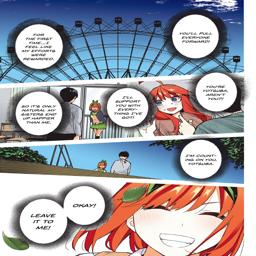 YOU'LL PULL
EVERYONE
FORWARD!
FOR
THE FIRST
TIME...I
FEEL LIKE
MY EFFORTS
WERE
REWARDED.
YOU'RE
YOTSUBA,
AREN'T
YOU?!
I'LL
SUPPORT
YOU WITH
EVERY-
THING I'VE
GOT!
SO IT'S ONLY
NATURAL MY
SISTERS END
UP HAPPIER
THAN ME.
I'M COUNT-
ING ON YOU,
YOTSUBA.
OKAY!
LEAVE
IT TO
ME!